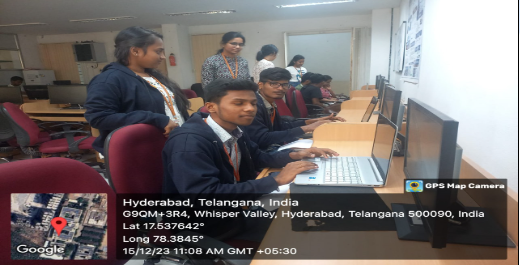 GPS Map Camera
Hyderabad, Telangana, India
G9QM+3R4, Whisper Valley, Hyderabad, Telangana 500090, India
Lat 17.537642°
Long 78.3845°
15/12/23 11:08 AM GMT +05:30
Google